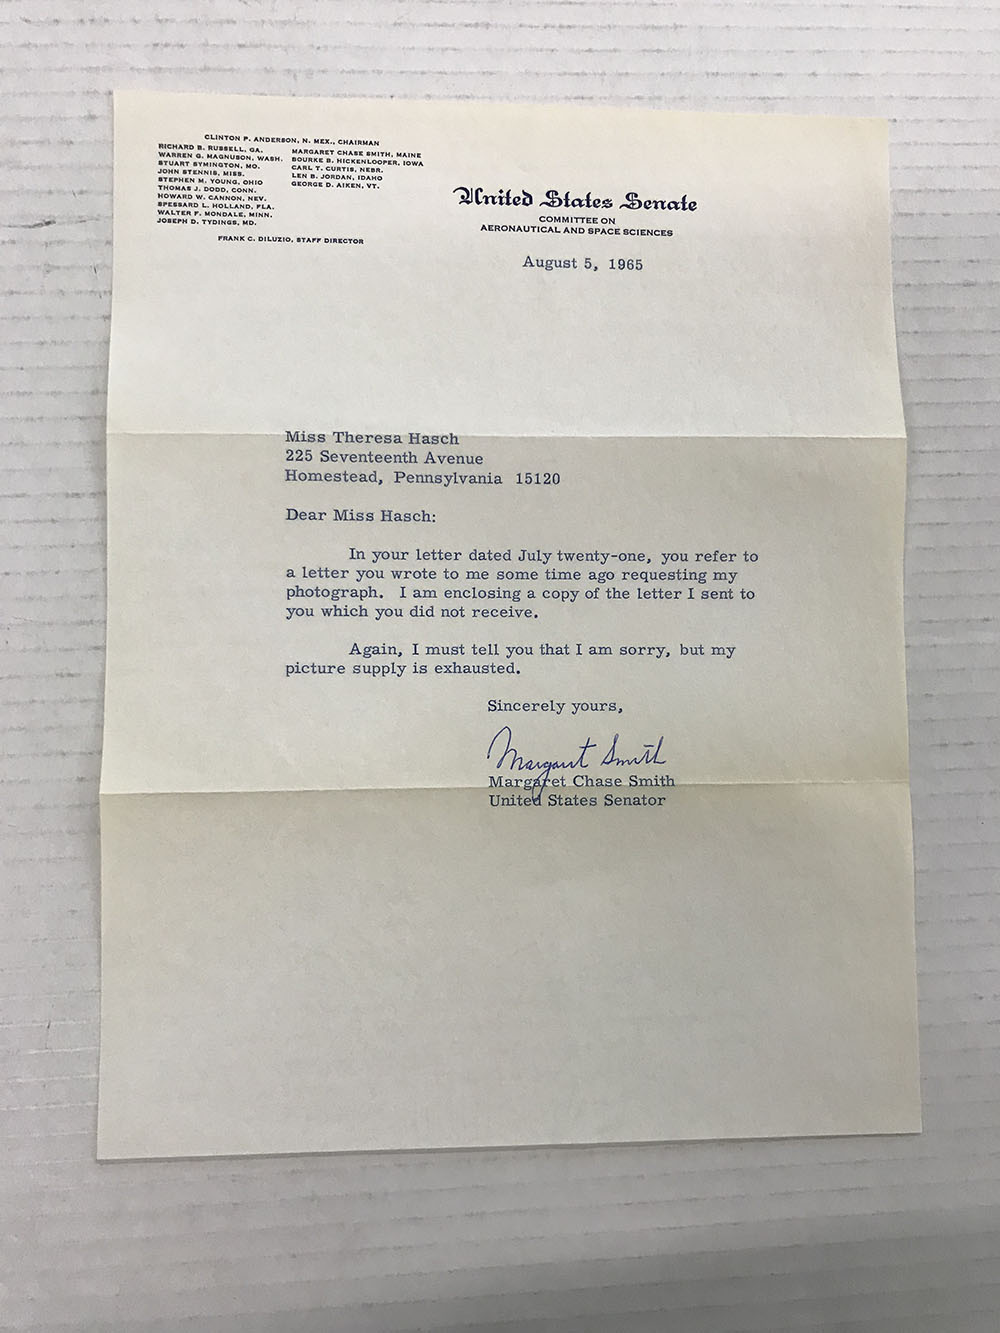 CLINTON P. ANDERSON, N. MEX., CHAIRMAN
RICHARD B. RUSSELL, GA.
WARREN G. MAGNUSON, WASH.
STUART SYMINGTON, MO.
JOHN STENNIS, MISS.
STEPHEN M. YOUNG, OHIO
THOMAS J. DODD, CONN.
HOWARD W. CANNON, NEV.
SPESSARD L. HOLLAND, FLA.
WALTER F. MONDALE, MINN.
JOSEPH D. TYDINGS, MD.
MARGARET CHASE SMITH, MAINE
BOURKE B. HICKENLOOPER, IOWA
CARL T. CURTIS, NEBR.
LEN B. JORDAN, IDAHO
GEORGE D. AIKEN, VT.
FRANK C. DILUZIO, STAFF DIRECTOR
United States Senate
COMMITTEE ON
AERONAUTICAL AND SPACE SCIENCES
August 5, 1965
Miss Theresa Hasch
225 Seventeenth Avenue
Homestead, Pennsylvania 15120
Dear Miss Hasch:
In your letter dated July twenty-one, you refer to
a letter you wrote to me some time ago requesting my
photograph. I am enclosing a copy of the letter I sent to
you which you did not receive.
Again, I must tell you that I am sorry, but my
picture supply is exhausted.
Sincerely yours,
Margaret Smith
Margaret Chase Smith
United States Senator